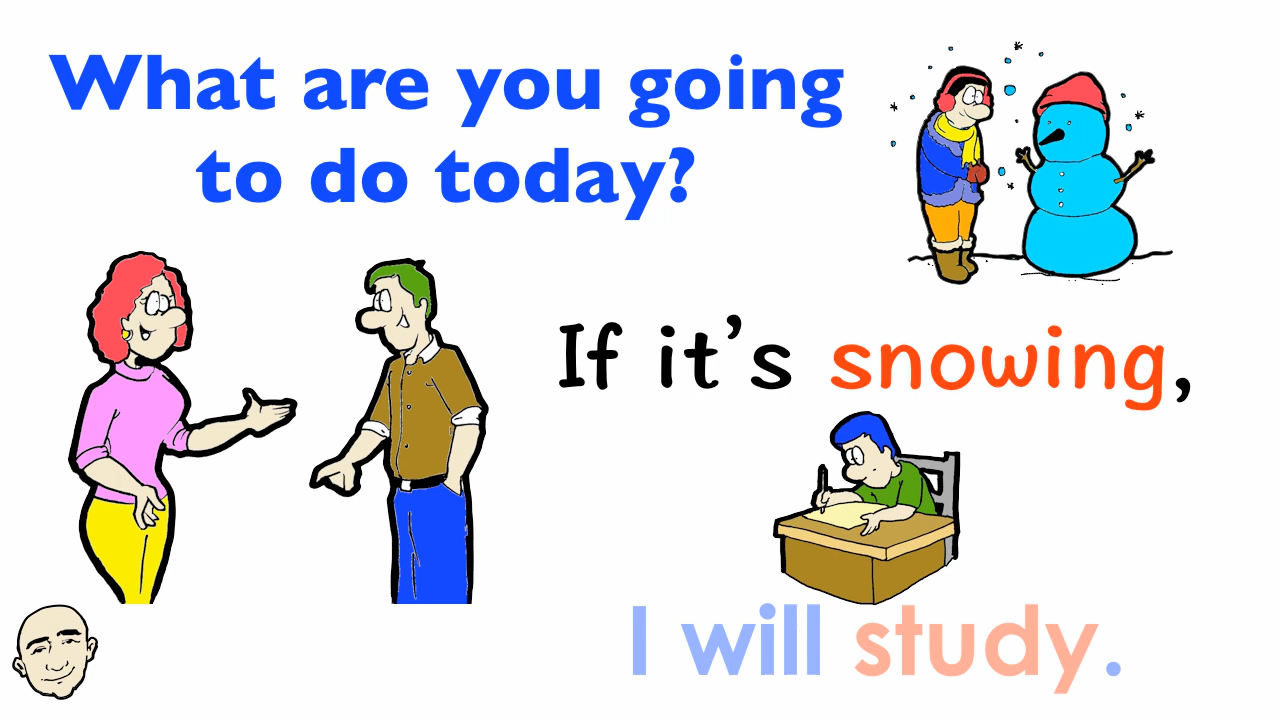 What are you going
to do today?
If it's snowing,
I will study.